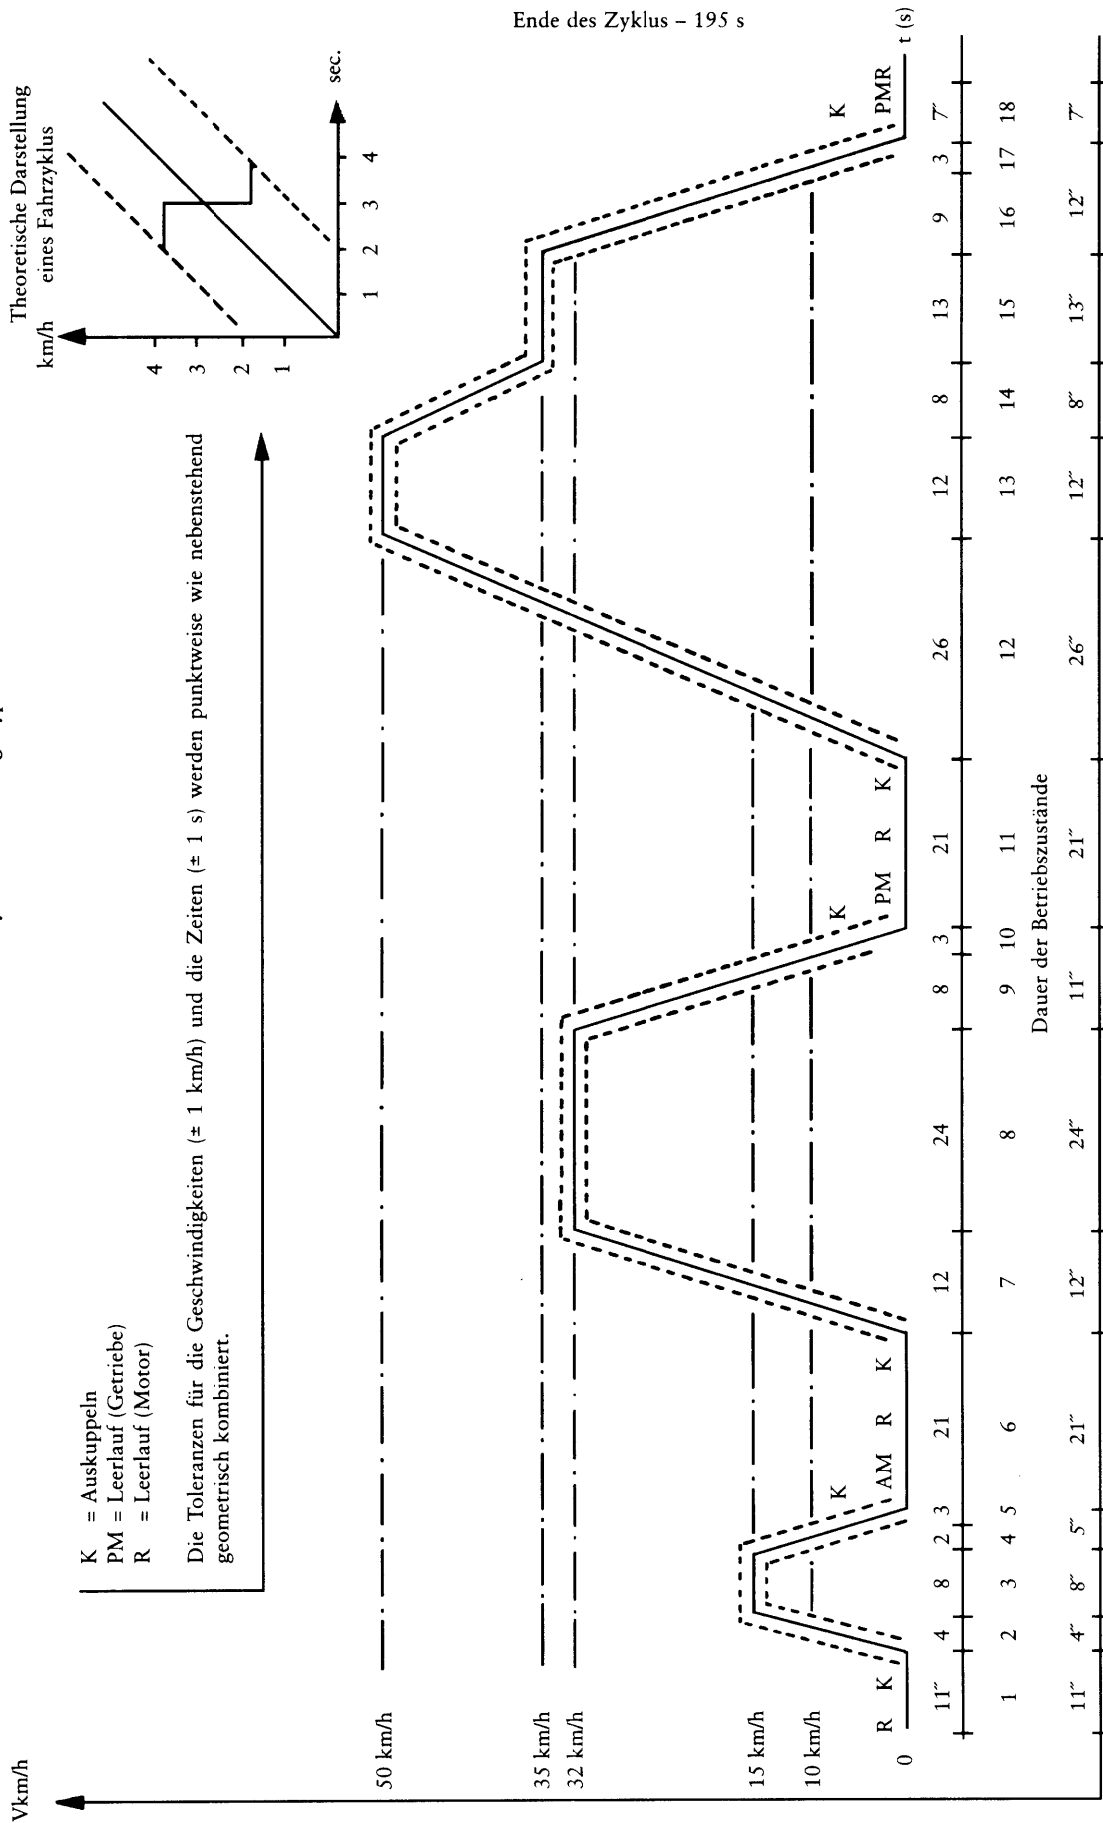 Ende des Zyklus – 195 s
Theoretische Darstellung
eines Fahrzyklus
km/h
4
3
2
1
1
2
3
4
sec.
K = Auskuppeln
PM = Leerlauf (Getriebe)
R = Leerlauf (Motor)
Die Toleranzen für die Geschwindigkeiten (± 1 km/h) und die Zeiten (± 1 s) werden punktweise wie nebenstehend
geometrisch kombiniert.
Vkm/h
50 km/h
35 km/h
32 km/h
15 km/h
10 km/h
0
K K K
R K AM R K PM R K PMR
t (s)
11″ 4 8 2 3 21 12 24 8 3 21 26 12 8 13 9 3 7″
1 2 3 4 5 6 7 8 9 10 11 12 13 14 15 16 17 18
Dauer der Betriebszustände
11″ 4″ 8″ 5″ 21″ 12″ 24″ 11″ 21″ 26″ 12″ 8″ 13″ 12″ 7″